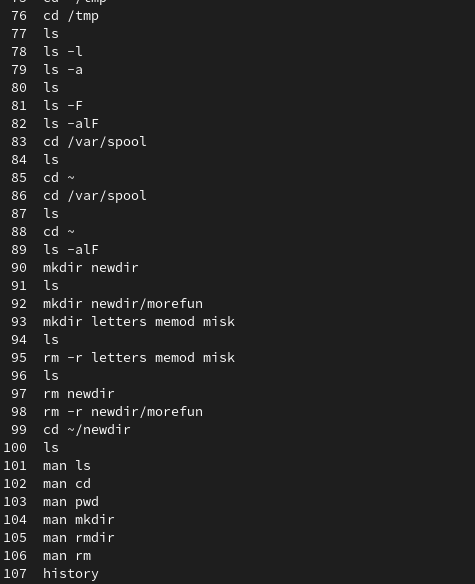 76 cd /tmp
77 ls
78 ls -l
79 ls -a
80 ls
81 ls -F
82 ls -alF
83 cd /var/spool
84 ls
85 cd ~
86 cd /var/spool
87 ls
88 cd ~
89 ls -alF
90 mkdir newdir
91 ls
92 mkdir newdir/morefun
93 mkdir letters memod misk
94 ls
95 rm -r letters memod misk
96 ls
97 rm newdir
98 rm -r newdir/morefun
99 cd ~/newdir
100 ls
101 man ls
102 man cd
103 man pwd
104 man mkdir
105 man rmdir
106 man rm
107 history